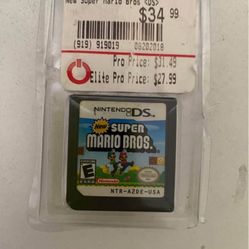 New Super Mario Bros <DS>
$34.99
(919) 919019 09202018
Pro Price: $31.49
Elite Pro Price: $27.99
NINTENDO DS
NEW
SUPER
MARIO BROS.
E
Nintendo
NTR-A2DE-USA